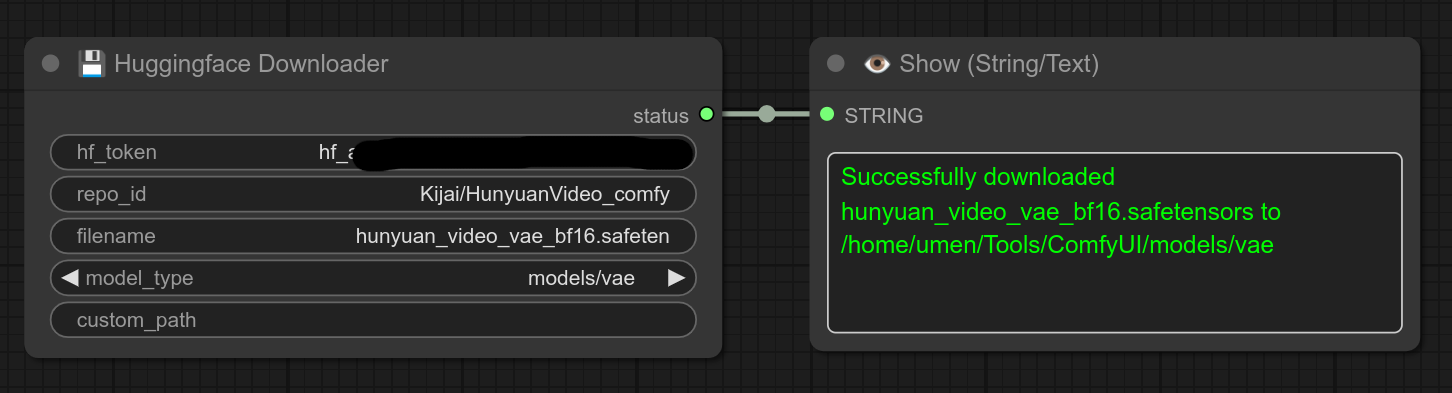 Huggingface Downloader
status
hf_token hf_a
repo_id Kijai/HunyuanVideo_comfy
filename hunyuan_video_vae_bf16.safeten
model_type models/vae
custom_path
Show (String/Text)
STRING
Successfully downloaded
hunyuan_video_vae_bf16.safetensors to
/home/umen/Tools/ComfyUI/models/vae